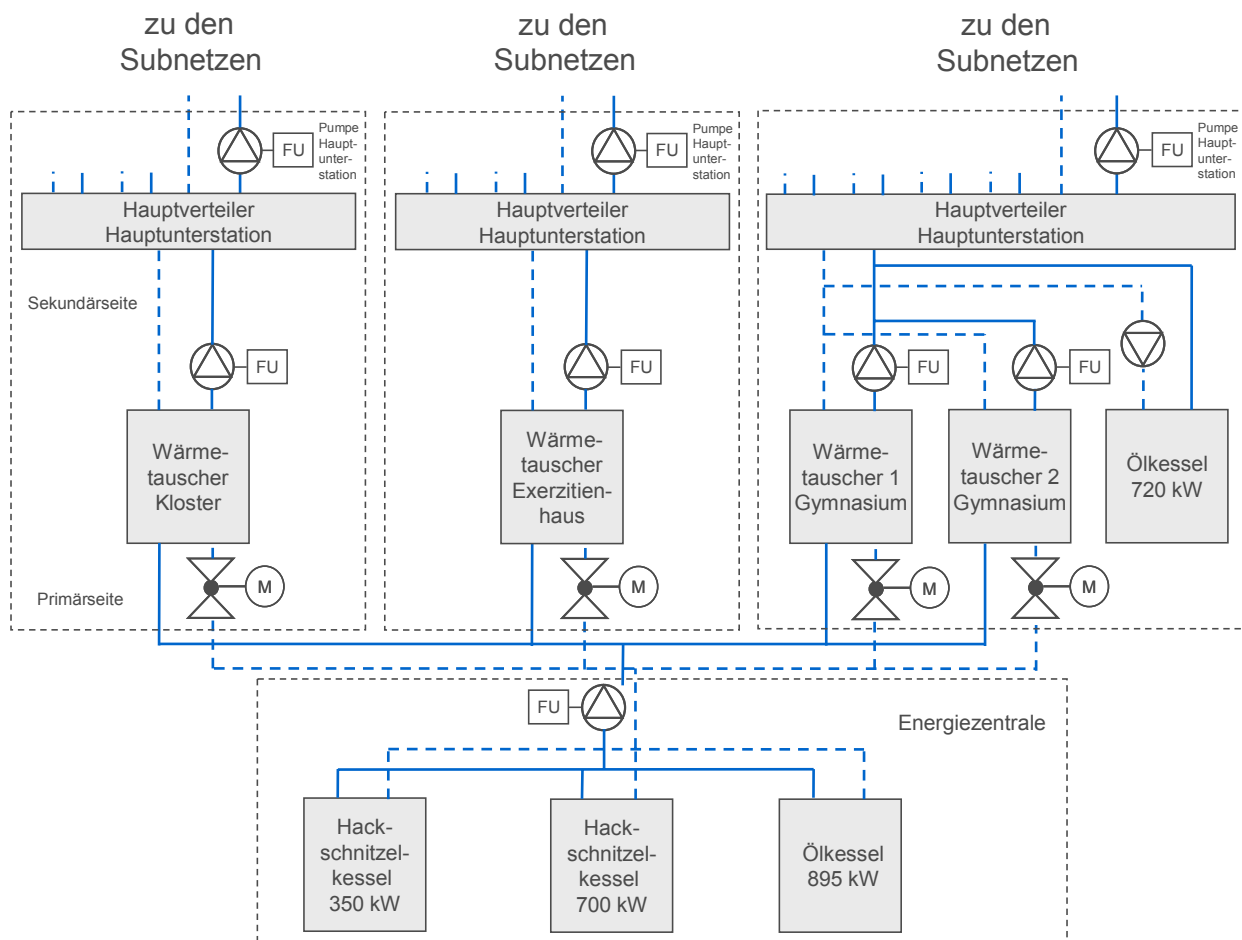 zu den
Subnetzen
zu den
Subnetzen
zu den
Subnetzen
FU
Pumpe
Haupt-
unter-
station
FU
Pumpe
Haupt-
unter-
station
FU
Pumpe
Haupt-
unter-
station
Hauptverteiler
Hauptunterstation
Hauptverteiler
Hauptunterstation
Hauptverteiler
Hauptunterstation
Sekundärseite
FU
FU
FU
FU
Wärme-
tauscher
Kloster
Wärme-
tauscher
Exerzitien-
haus
Wärme-
tauscher 1
Gymnasium
Wärme-
tauscher 2
Gymnasium
Ölkessel
720 kW
Primärseite
M
M
M
M
FU
Energiezentrale
Hack-
schnitzel-
kessel
350 kW
Hack-
schnitzel-
kessel
700 kW
Ölkessel
895 kW